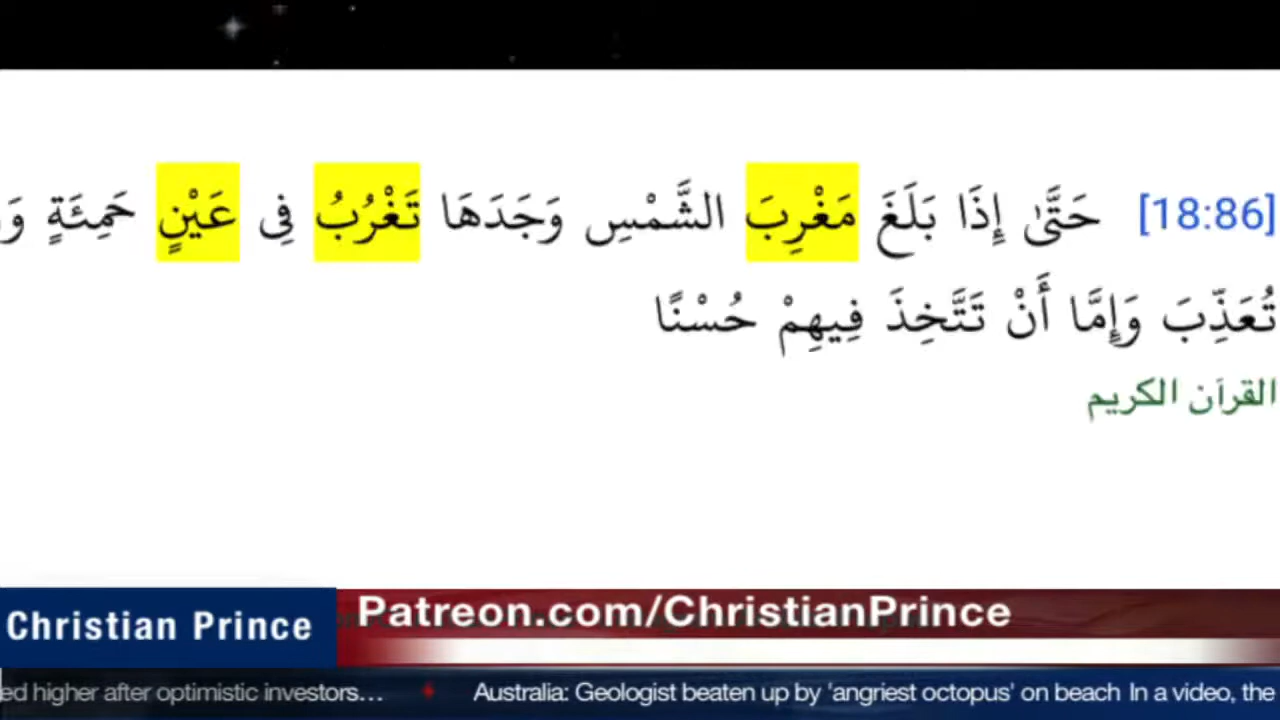 [18:86] حَتَّىٰ إِذَا بَلَغَ مَغْرِبَ الشَّمْسِ وَجَدَهَا تَغْرُبُ فِى عَيْنٍ حَمِئَةٍ
تُعَذِّبَ وَإِمَّا أَنْ تَتَّخِذَ فِيهِمْ حُسْنًا
القرآن الكريم
Patreon.com/ChristianPrince
Christian Prince
ed higher after optimistic investors... Australia: Geologist beaten up by 'angriest octopus' on beach In a video, the